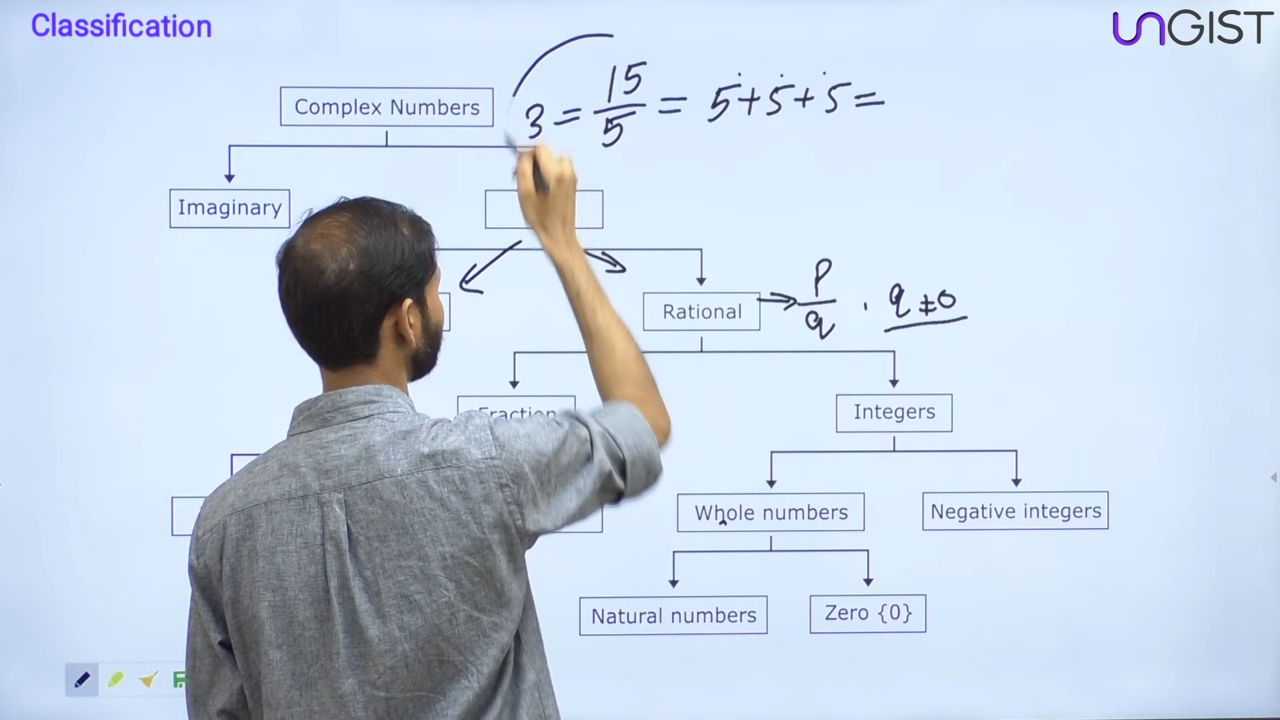 Classification
UNGIST
Complex Numbers
3 = 15/5 = 5+5+5=
Imaginary
Rational
p/q , q≠0
Fraction
Integers
Whole numbers
Negative integers
Natural numbers
Zero {0}